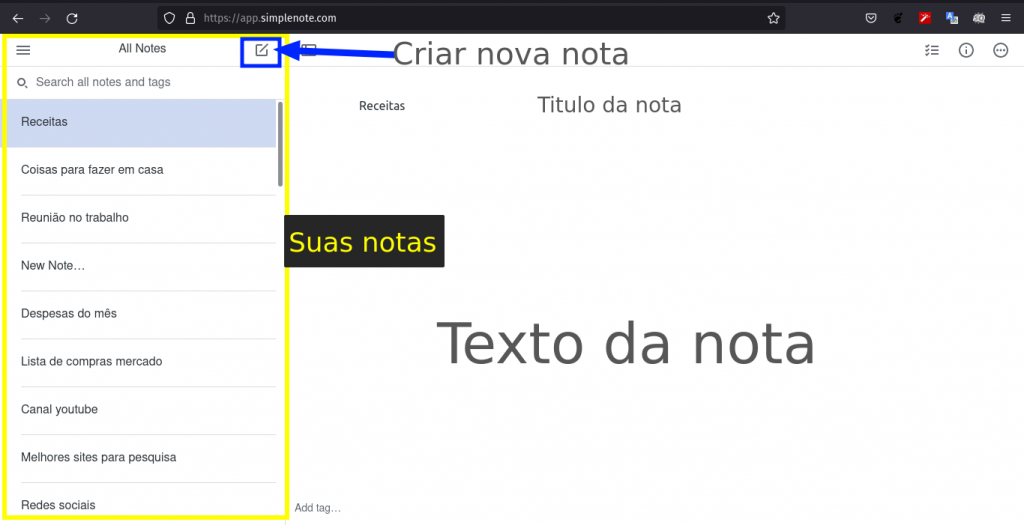 https://app.simplenote.com
All Notes
Criar nova nota
Search all notes and tags
Receitas
Titulo da nota
Receitas
Coisas para fazer em casa
Reunião no trabalho
Suas notas
New Note…
Despesas do mês
Texto da nota
Lista de compras mercado
Canal youtube
Melhores sites para pesquisa
Redes sociais
Add tag…